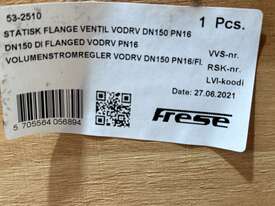 53-2510
1 Pcs.
STATISK FLANGE VENTIL VODRV DN150 PN16
DN150 DI FLANGED VODRV PN16
VOLUMENSTROMREGLER VODRV DN150 PN16/Fl.
VVS-nr.
RSK-nr.
LVI-koodi
Date: 27.06.2021
FRESE
5 705564 056894